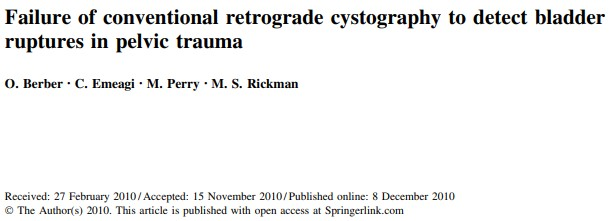 Failure of conventional retrograde cystography to detect bladder
ruptures in pelvic trauma
O. Berber · C. Emeagi · M. Perry · M. S. Rickman
Received: 27 February 2010 / Accepted: 15 November 2010 / Published online: 8 December 2010
© The Author(s) 2010. This article is published with open access at Springerlink.com